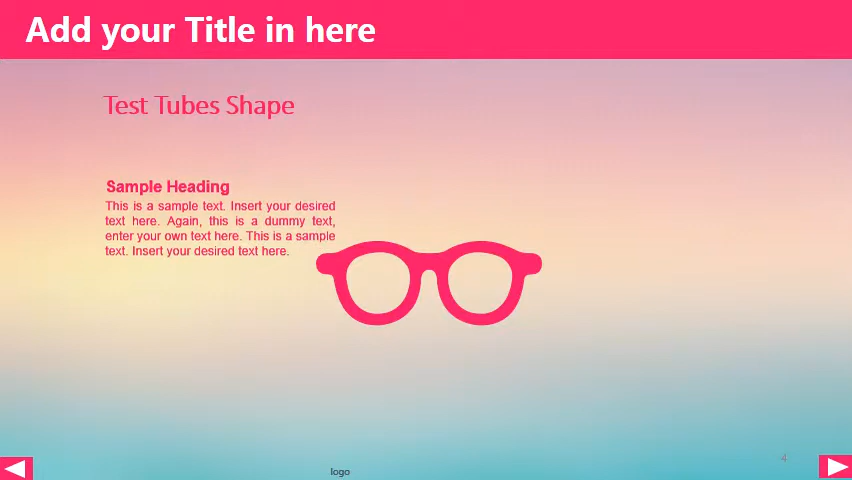 Add your Title in here
Test Tubes Shape
Sample Heading
This is a sample text. Insert your desired
text here. Again, this is a dummy text,
enter your own text here. This is a sample
text. Insert your desired text here.
4
logo